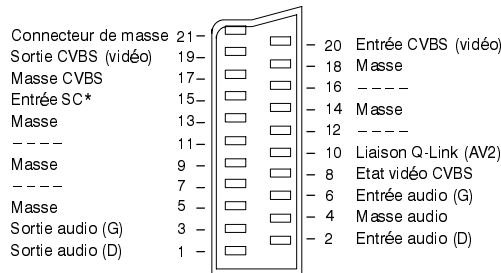 Connecteur de masse 21-
Sortie CVBS (vidéo) 19-
Masse CVBS 17-
Entrée SC* 15-
Masse 13-
---- 11-
Masse 9 -
---- 7 -
Masse 5 -
Sortie audio (G) 3 -
Sortie audio (D) 1 -
- 20 Entrée CVBS (vidéo)
- 18 Masse
- 16 ----
- 14 Masse
- 12 ----
- 10 Liaison Q-Link (AV2)
- 8 Etat vidéo CVBS
- 6 Entrée audio (G)
- 4 Masse audio
- 2 Entrée audio (D)